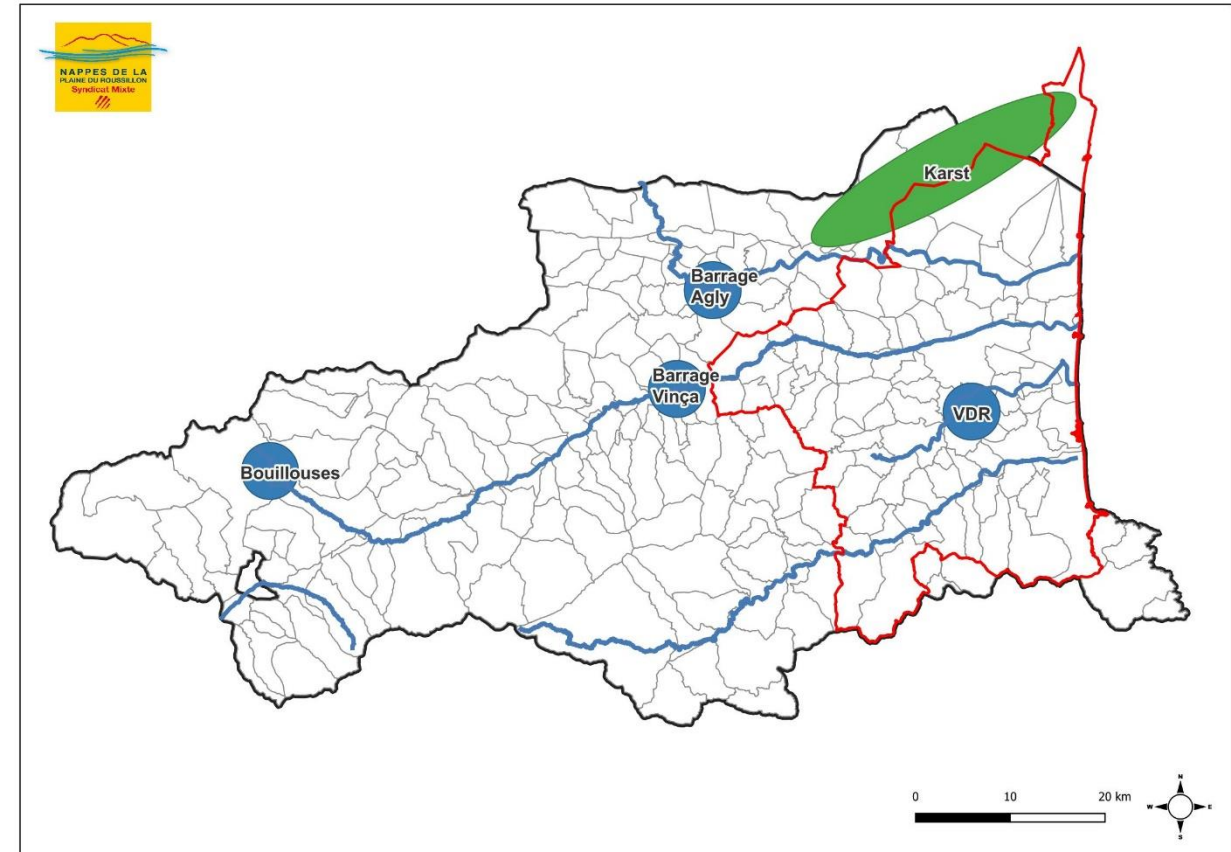 NAPPES DE LA
PLAINE DU ROUSSILLON
Syndicat Mixte
Karst
Barrage
Agly
Barrage
Vinça
VDR
Bouillouses
0 10 20 km
N
W E
S